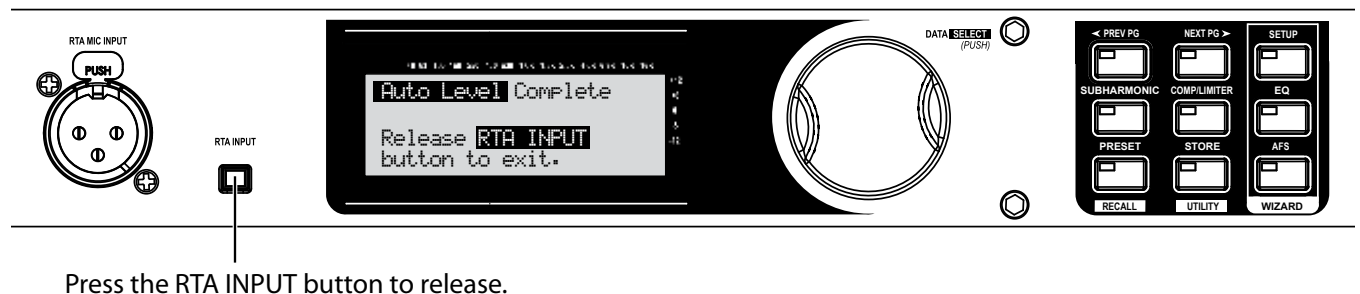 RTA MIC INPUT
PUSH
RTA INPUT
Auto Level Complete
Release RTA INPUT
button to exit.
DATA SELECT
(PUSH)
< PREV PG
NEXT PG >
SETUP
SUBHARMONIC
COMP/LIMITER
EQ
PRESET
STORE
AFS
RECALL
UTILITY
WIZARD
Press the RTA INPUT button to release.